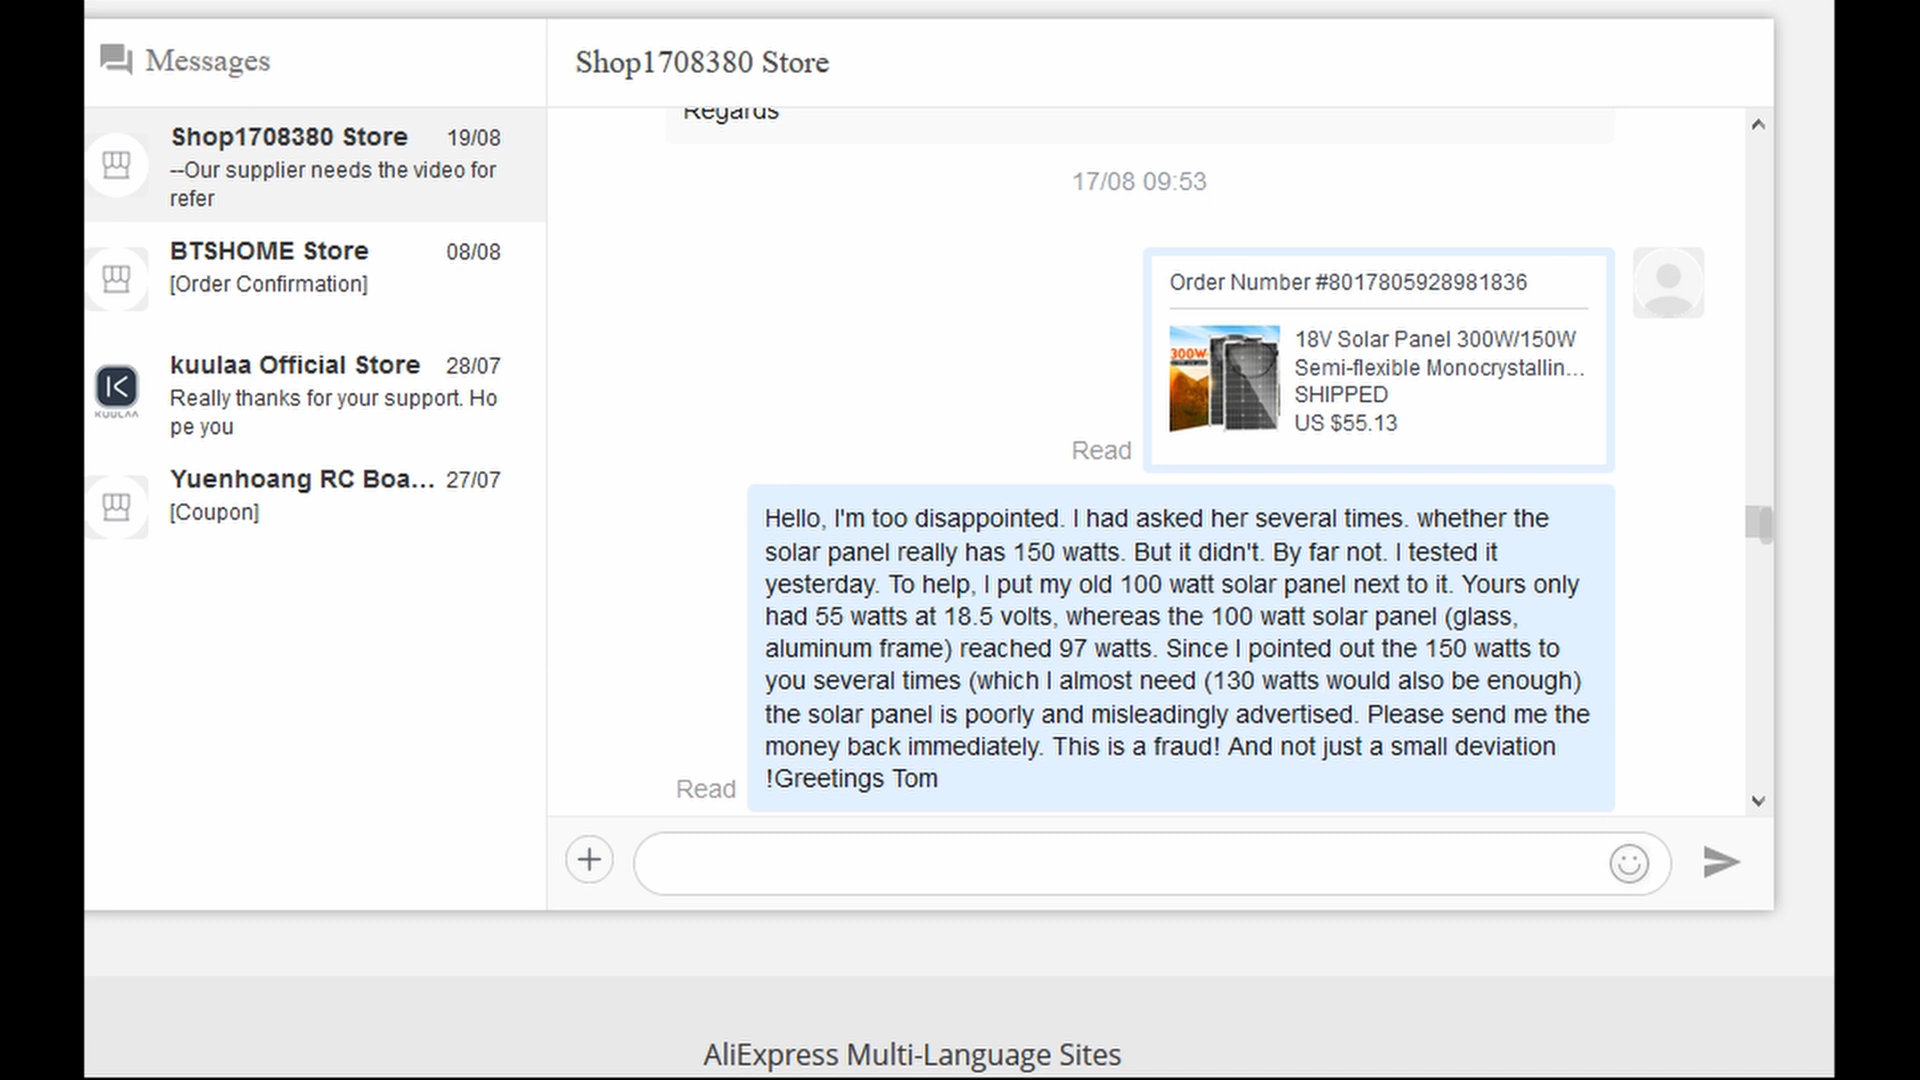 Messages
Shop1708380 Store
19/08
--Our supplier needs the video for
refer
BTSHOME Store
08/08
[Order Confirmation]
KUULAA
kuulaa Official Store
28/07
Really thanks for your support. Ho
pe you
Yuenhoang RC Boa...
27/07
[Coupon]
Shop1708380 Store
Regards
17/08 09:53
Order Number #8017805928981836
300W
18V Solar Panel 300W/150W
Semi-flexible Monocrystallin...
SHIPPED
US $55.13
Read
Hello, I'm too disappointed. I had asked her several times. whether the
solar panel really has 150 watts. But it didn't. By far not. I tested it
yesterday. To help, I put my old 100 watt solar panel next to it. Yours only
had 55 watts at 18.5 volts, whereas the 100 watt solar panel (glass,
aluminum frame) reached 97 watts. Since I pointed out the 150 watts to
you several times (which I almost need (130 watts would also be enough)
the solar panel is poorly and misleadingly advertised. Please send me the
money back immediately. This is a fraud! And not just a small deviation
!Greetings Tom
Read
AliExpress Multi-Language Sites